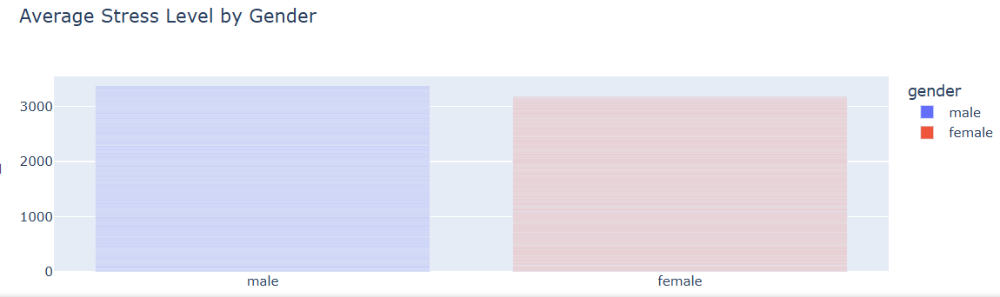 Average Stress Level by Gender
3000
2000
1000
0
male
female
gender
male
female